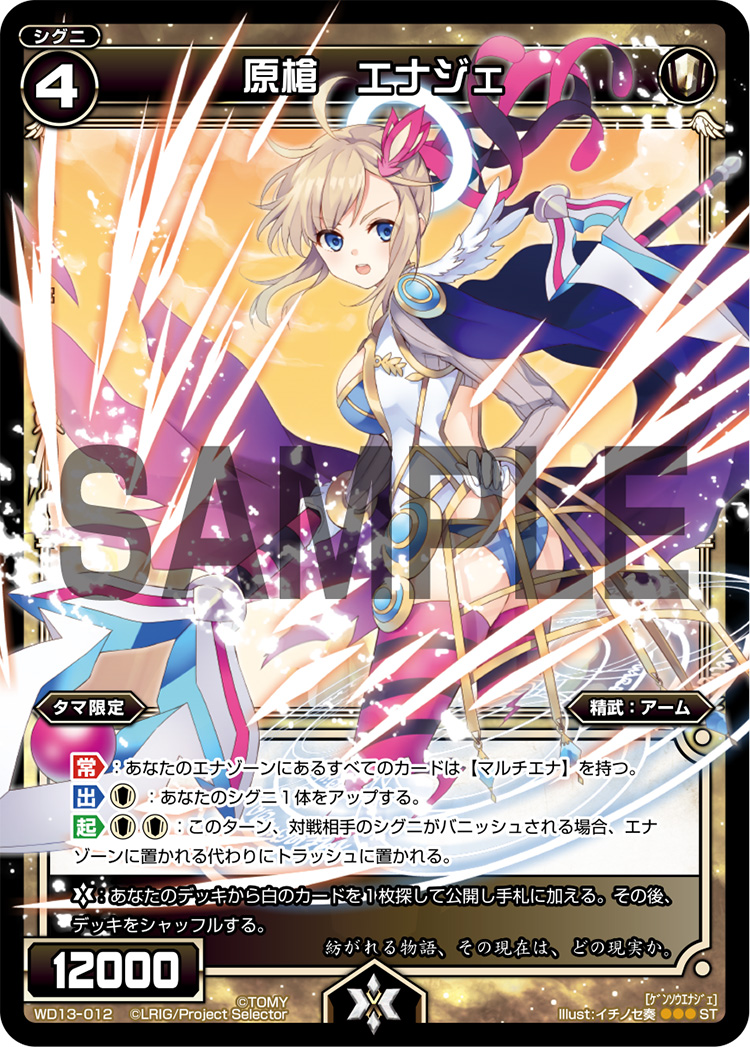 シグニ
4
原槍 エナジェ
SAMPLE
タマ限定
精武：アーム
常：あなたのエナゾーンにあるすべてのカードは【マルチエナ】を持つ。
出 ：あなたのシグニ１体をアップする。
起 ：このターン、対戦相手のシグニがバニッシュされる場合、エナ
ゾーンに置かれる代わりにトラッシュに置かれる。
：あなたのデッキから白のカードを１枚探して公開し手札に加える。その後、
デッキをシャッフルする。
紡がれる物語、その現在は、どの現実か。
12000
[ｹﾞﾝｿｳｴﾅｼﾞｪ]
©TOMY
WD13-012 ©LRIG/Project Selector
Illust:イチノセ奏 ST